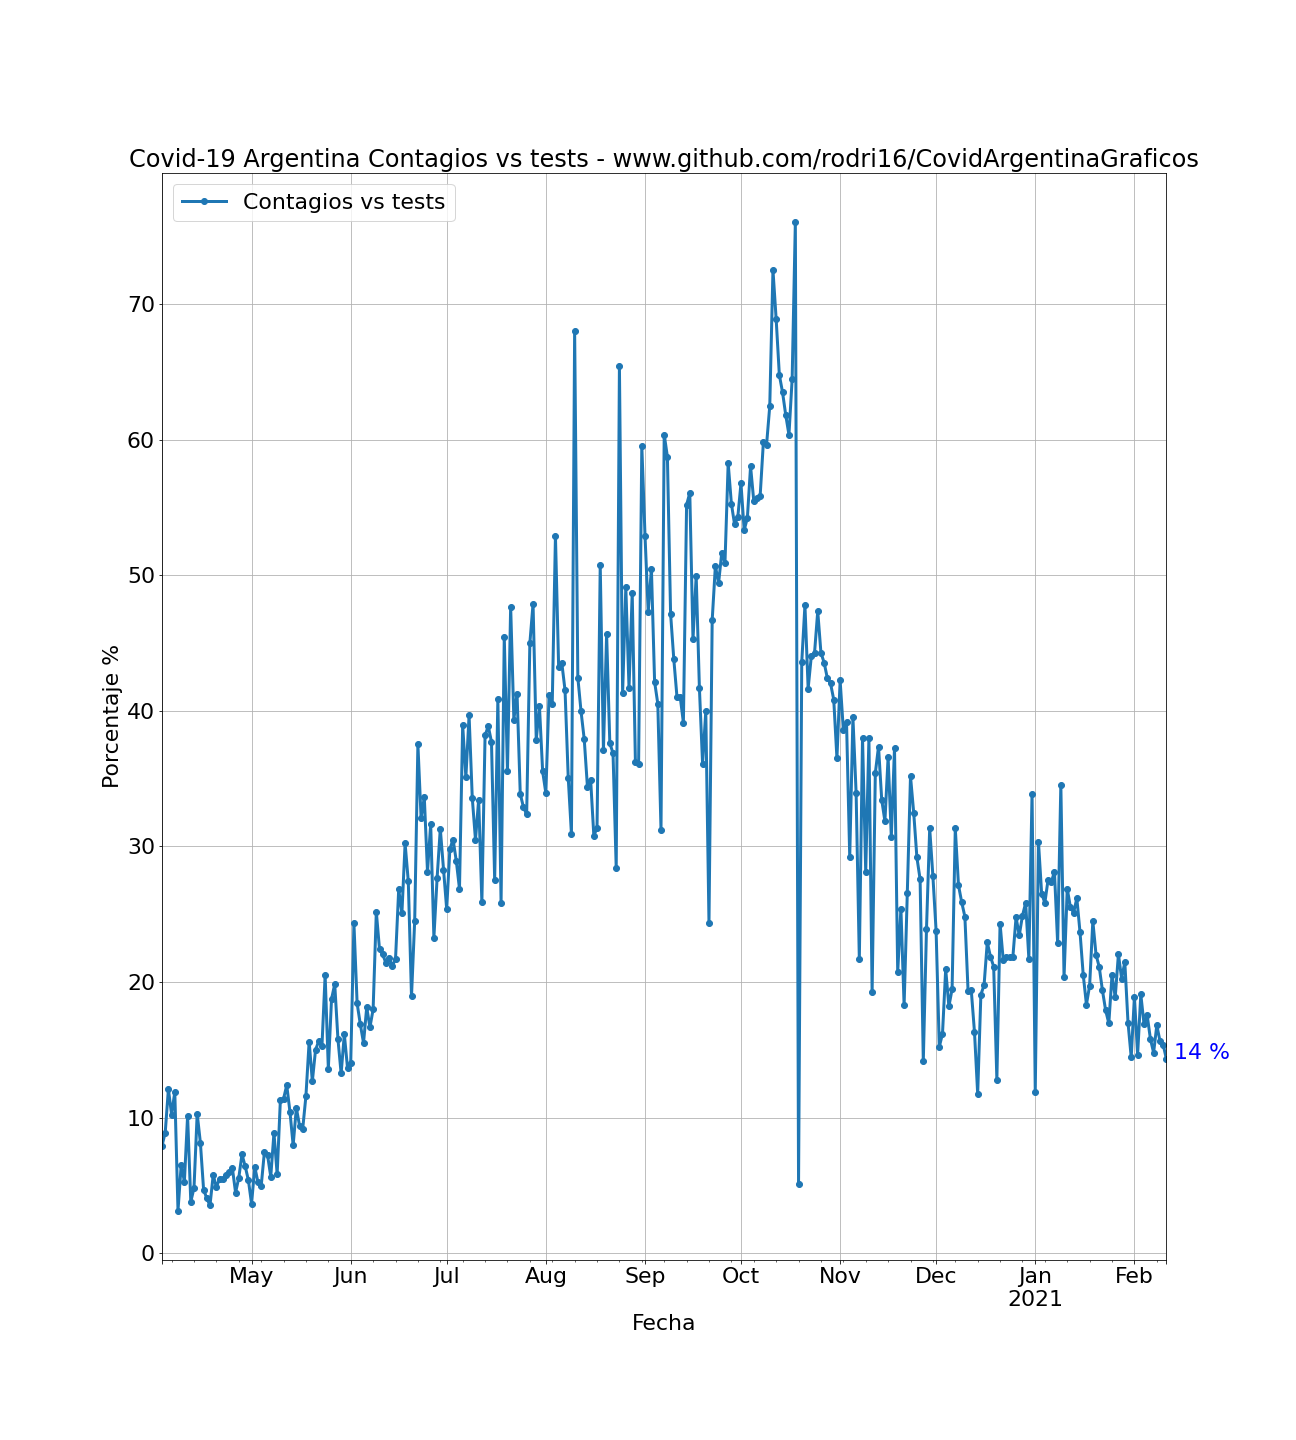 Covid-19 Argentina Contagios vs tests - www.github.com/rodri16/CovidArgentinaGraficos
Contagios vs tests
70
60
50
40
30
20
10
0
Porcentaje %
14 %
May Jun Jul Aug Sep Oct Nov Dec Jan Feb
2021
Fecha